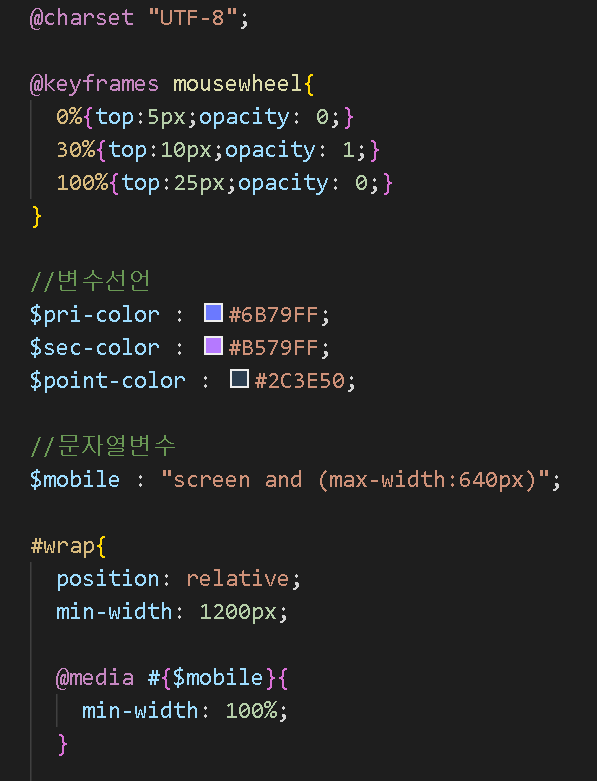 @charset "UTF-8";
@keyframes mousewheel{
0%{top:5px;opacity: 0;}
30%{top:10px;opacity: 1;}
100%{top:25px;opacity: 0;}
}
//변수선언
$pri-color : #6B79FF;
$sec-color : #B579FF;
$point-color : #2C3E50;
//문자열변수
$mobile : "screen and (max-width:640px)";
#wrap{
position: relative;
min-width: 1200px;
@media #{$mobile}{
min-width: 100%;
}